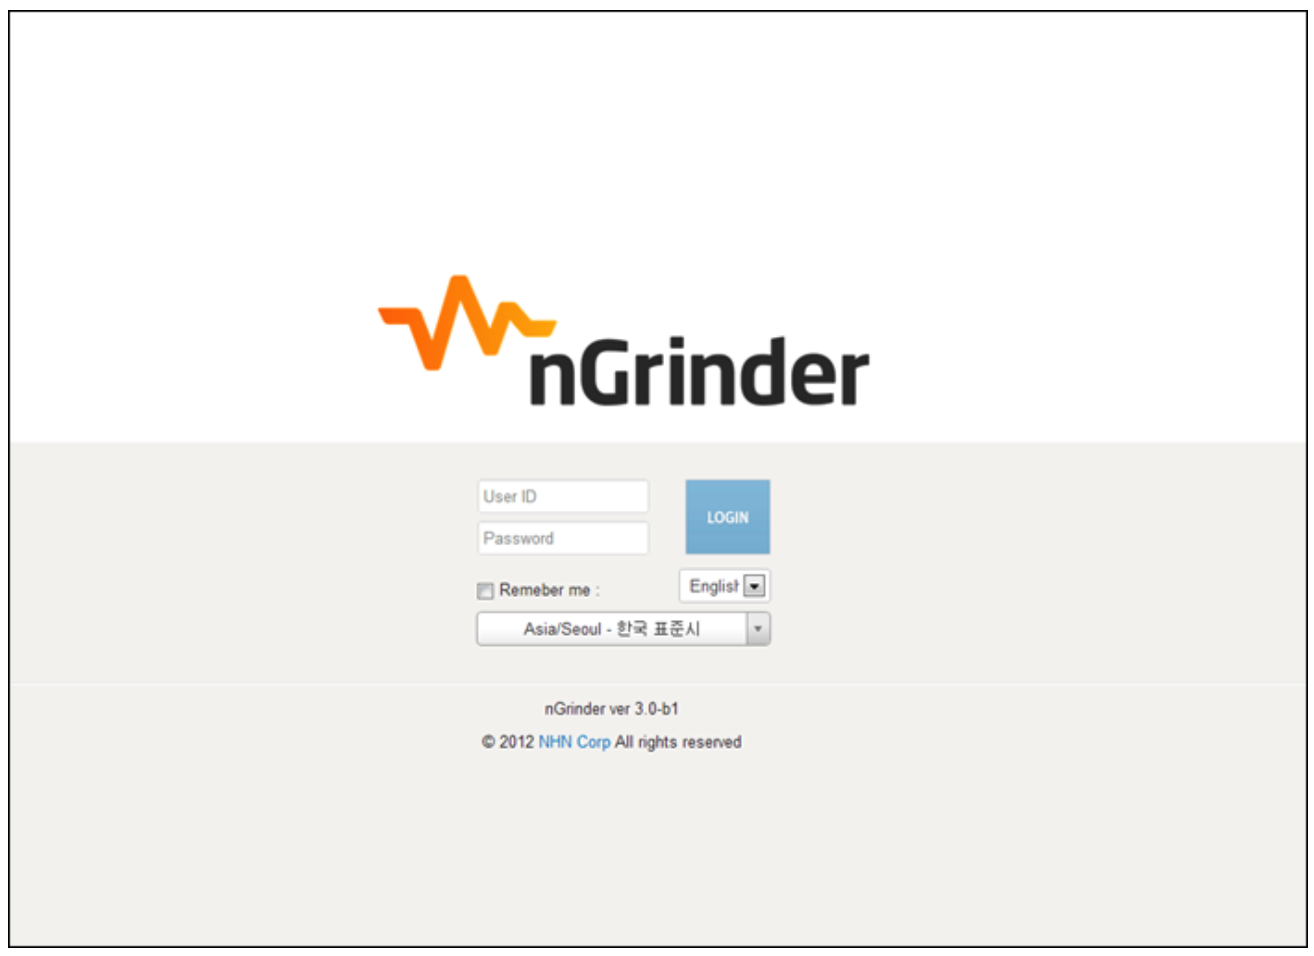 nGrinder
User ID
LOGIN
Password
Remeber me :
English
Asia/Seoul - 한국 표준시
nGrinder ver 3.0-b1
© 2012 NHN Corp All rights reserved